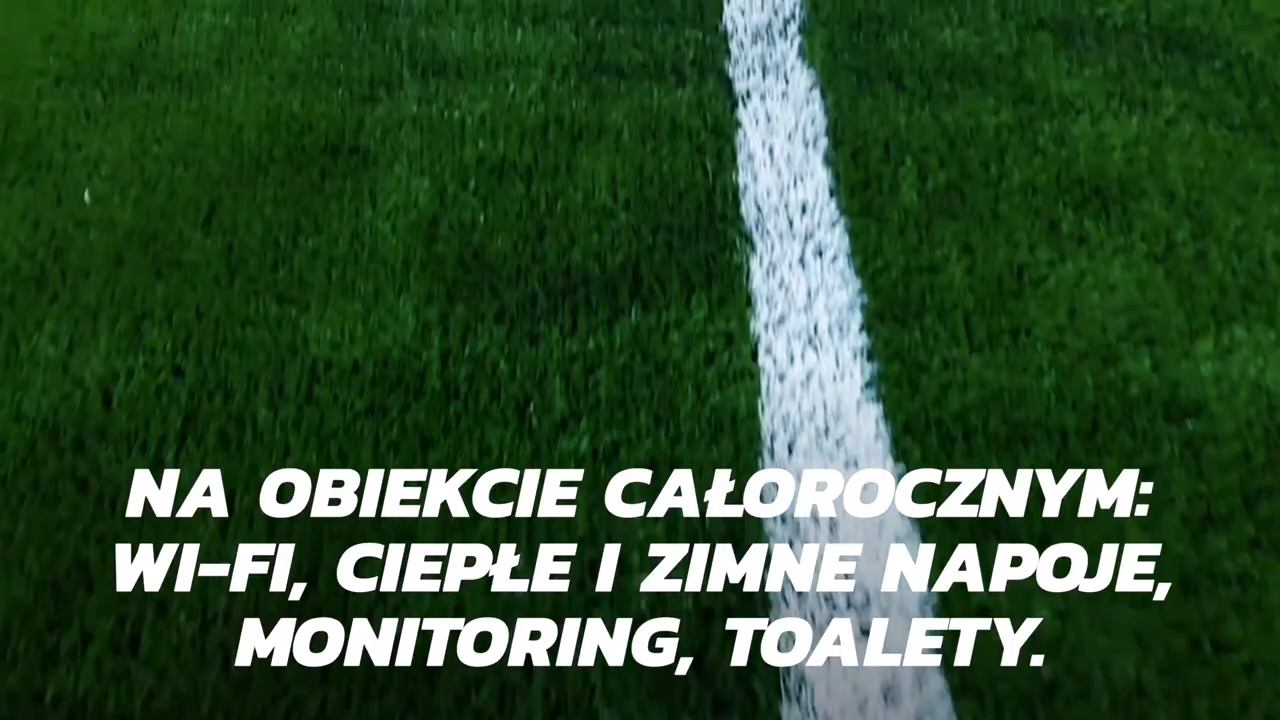 NA OBIEKCIE CAŁOROCZNYM:
WI-FI, CIEPŁE I ZIMNE NAPOJE,
MONITORING, TOALETY.